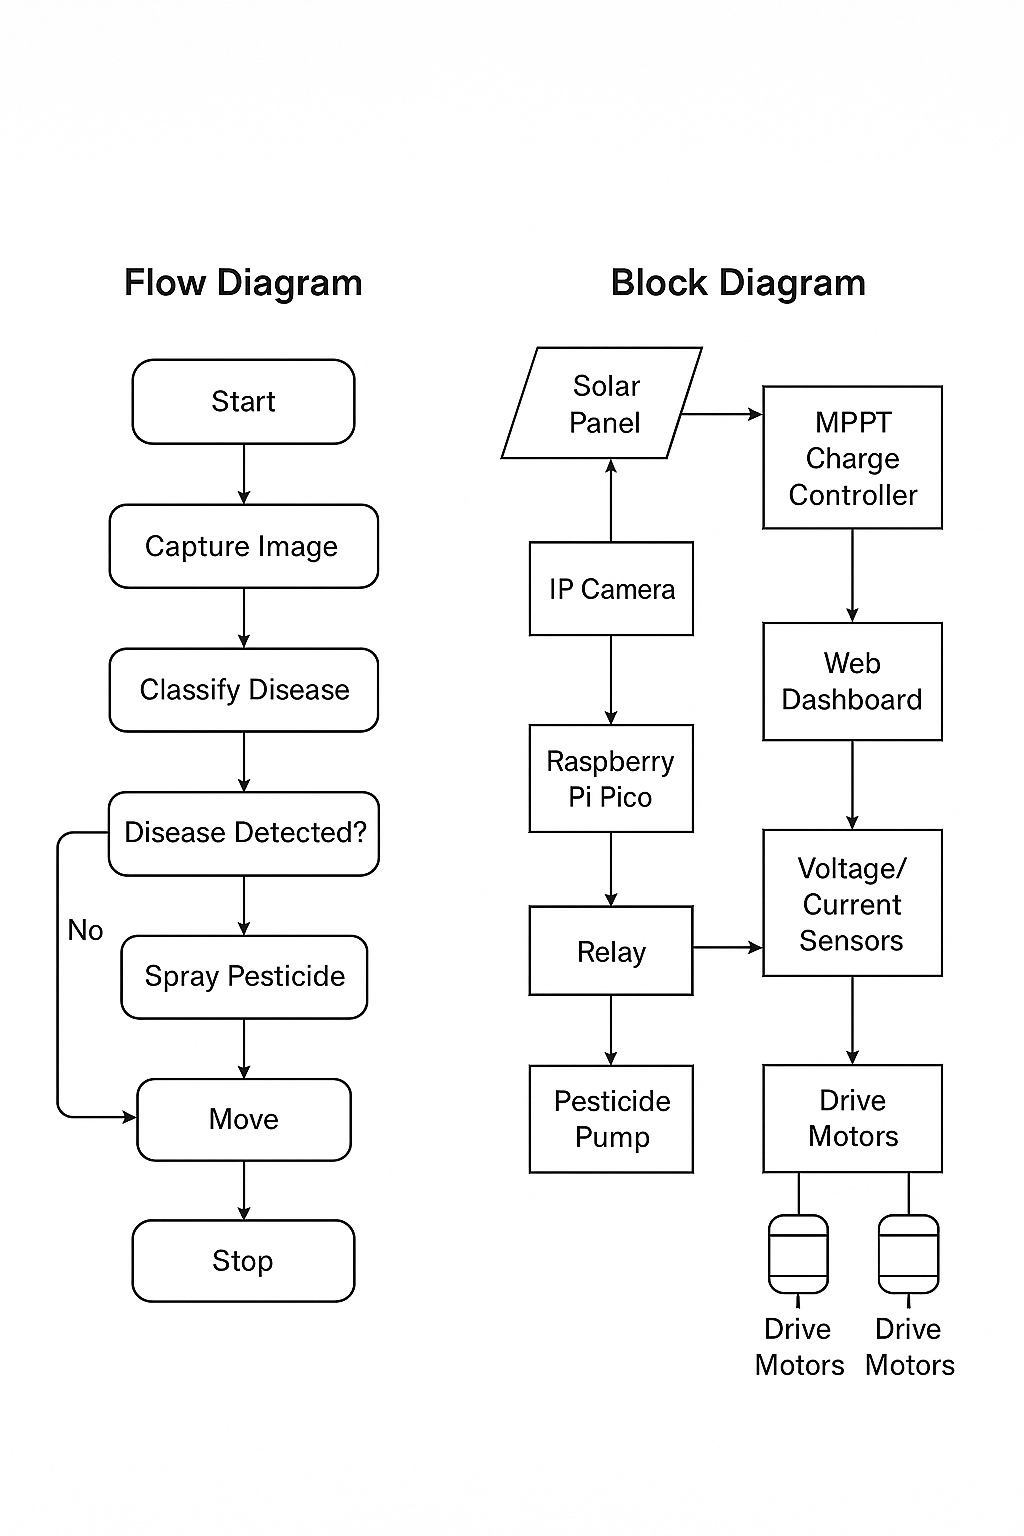 Flow Diagram
Start
Capture Image
Classify Disease
Disease Detected?
No
Spray Pesticide
Move
Stop
Block Diagram
Solar
Panel
MPPT
Charge
Controller
IP Camera
Web
Dashboard
Raspberry
Pi Pico
Voltage/
Current
Sensors
Relay
Pesticide
Pump
Drive
Motors
Drive
Motors
Drive
Motors